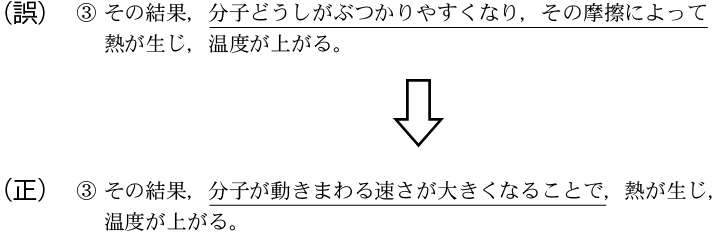 （誤） ③ その結果，分子どうしがぶつかりやすくなり，その摩擦によって
熱が生じ，温度が上がる。
（正） ③ その結果，分子が動きまわる速さが大きくなることで，熱が生じ，
温度が上がる。